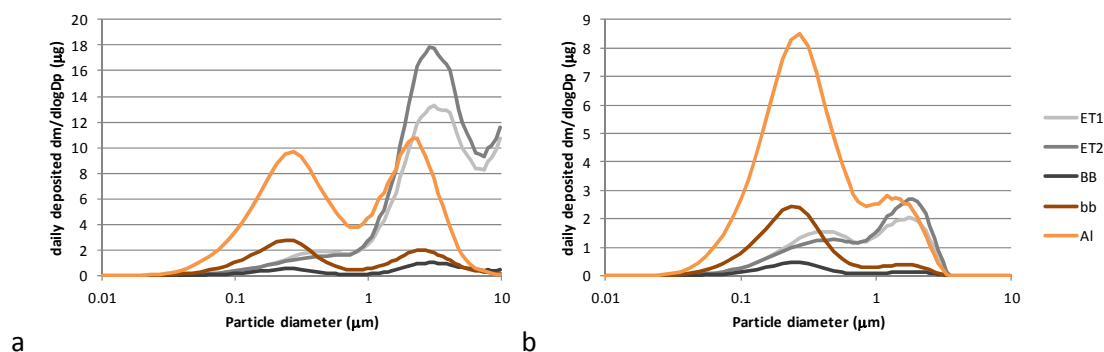 daily deposited dm/dlogDp (µg)
20
18
16
14
12
10
8
6
4
2
0
0.01 0.1 1 10
Particle diameter (µm)
a
daily deposited dm/dlogDp (µg)
9
8
7
6
5
4
3
2
1
0
0.01 0.1 1 10
Particle diameter (µm)
b
ET1
ET2
BB
bb
Al